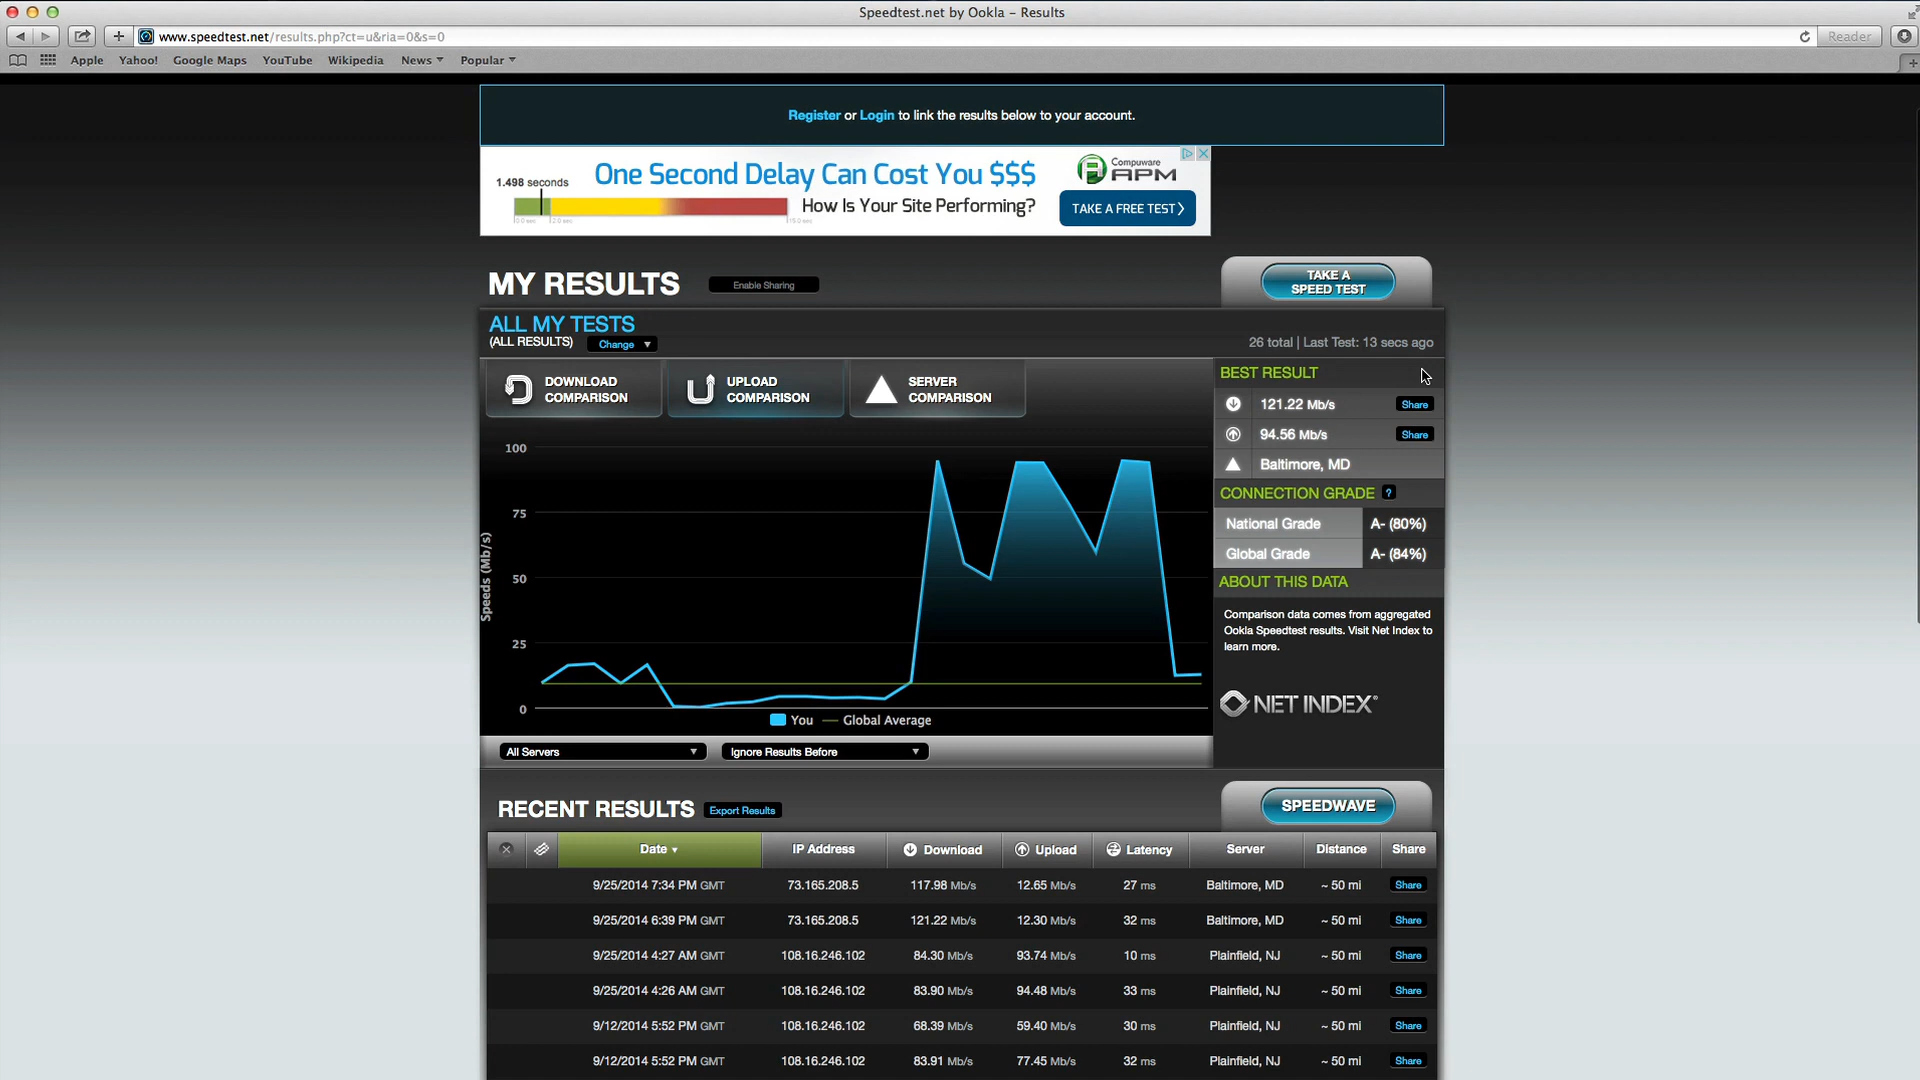 Speedtest.net by Ookla – Results
www.speedtest.net/results.php?ct=u&ria=0&s=0
Reader
Apple Yahoo! Google Maps YouTube Wikipedia News Popular
Register or Login to link the results below to your account.
1.498 seconds
One Second Delay Can Cost You $$$
How Is Your Site Performing?
Compuware
APM
TAKE A FREE TEST
MY RESULTS Enable Sharing
TAKE A
SPEED TEST
ALL MY TESTS
(ALL RESULTS) Change
26 total | Last Test: 13 secs ago
DOWNLOAD
COMPARISON
UPLOAD
COMPARISON
SERVER
COMPARISON
Speeds (Mb/s)
100
75
50
25
0
You Global Average
All Servers Ignore Results Before
BEST RESULT
121.22 Mb/s Share
94.56 Mb/s Share
Baltimore, MD
CONNECTION GRADE ?
National Grade A- (80%)
Global Grade A- (84%)
ABOUT THIS DATA
Comparison data comes from aggregated
Ookla Speedtest results. Visit Net Index to
learn more.
NET INDEX
RECENT RESULTS Export Results
SPEEDWAVE
Date IP Address Download Upload Latency Server Distance Share
9/25/2014 7:34 PM GMT 73.165.208.5 117.98 Mb/s 12.65 Mb/s 27 ms Baltimore, MD ~ 50 mi Share
9/25/2014 6:39 PM GMT 73.165.208.5 121.22 Mb/s 12.30 Mb/s 32 ms Baltimore, MD ~ 50 mi Share
9/25/2014 4:27 AM GMT 108.16.246.102 84.30 Mb/s 93.74 Mb/s 10 ms Plainfield, NJ ~ 50 mi Share
9/25/2014 4:26 AM GMT 108.16.246.102 83.90 Mb/s 94.48 Mb/s 33 ms Plainfield, NJ ~ 50 mi Share
9/12/2014 5:52 PM GMT 108.16.246.102 68.39 Mb/s 59.40 Mb/s 30 ms Plainfield, NJ ~ 50 mi Share
9/12/2014 5:52 PM GMT 108.16.246.102 83.91 Mb/s 77.45 Mb/s 32 ms Plainfield, NJ ~ 50 mi Share